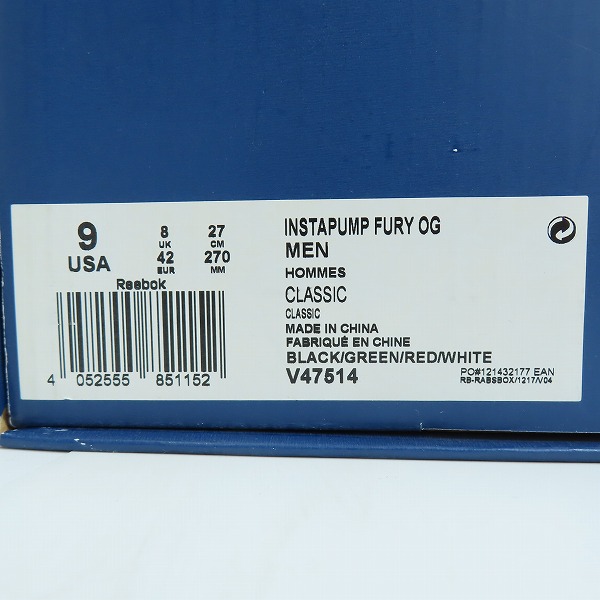 9
USA
8
UK
42
EUR
27
CM
270
MM
Reebok
4 052555 851152
INSTAPUMP FURY OG
MEN
HOMMES
CLASSIC
CLASSIC
MADE IN CHINA
FABRIQUÉ EN CHINE
BLACK/GREEN/RED/WHITE
V47514
PO#121432177 EAN
RB-RABSBOX/1217/V04